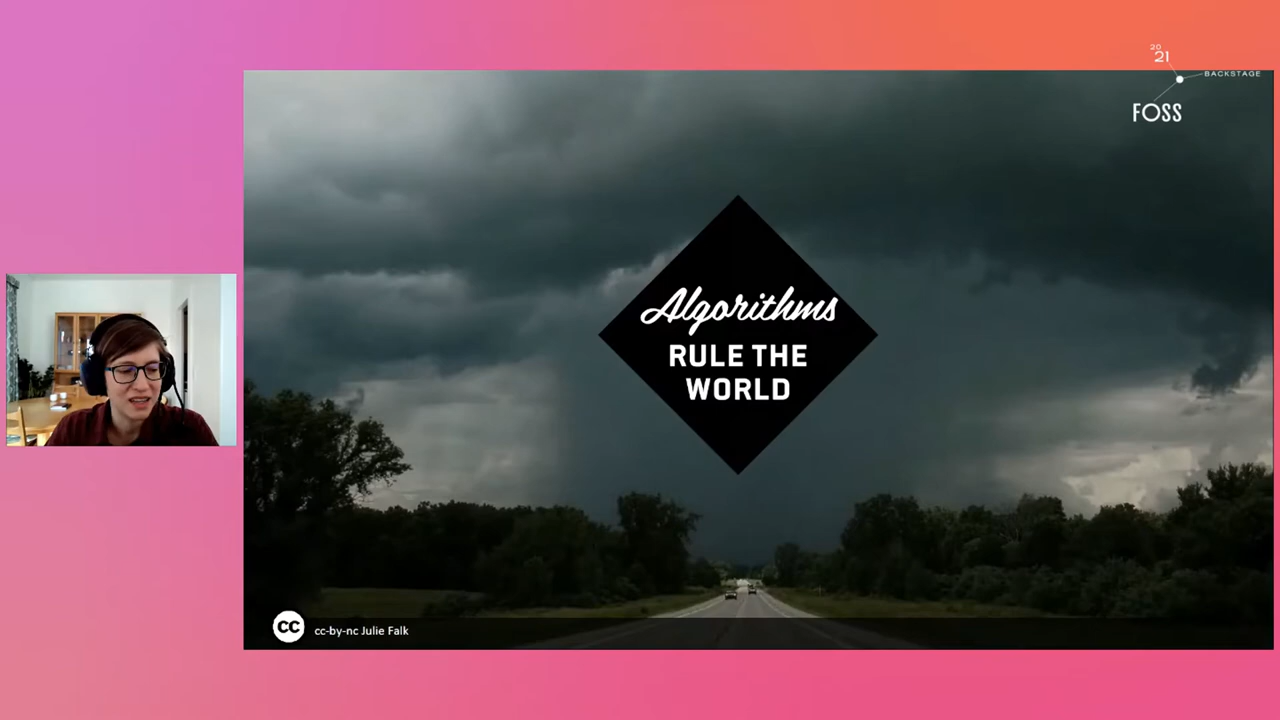 20
21
BACKSTAGE
FOSS
Algorithms
RULE THE
WORLD
cc
cc-by-nc Julie Falk